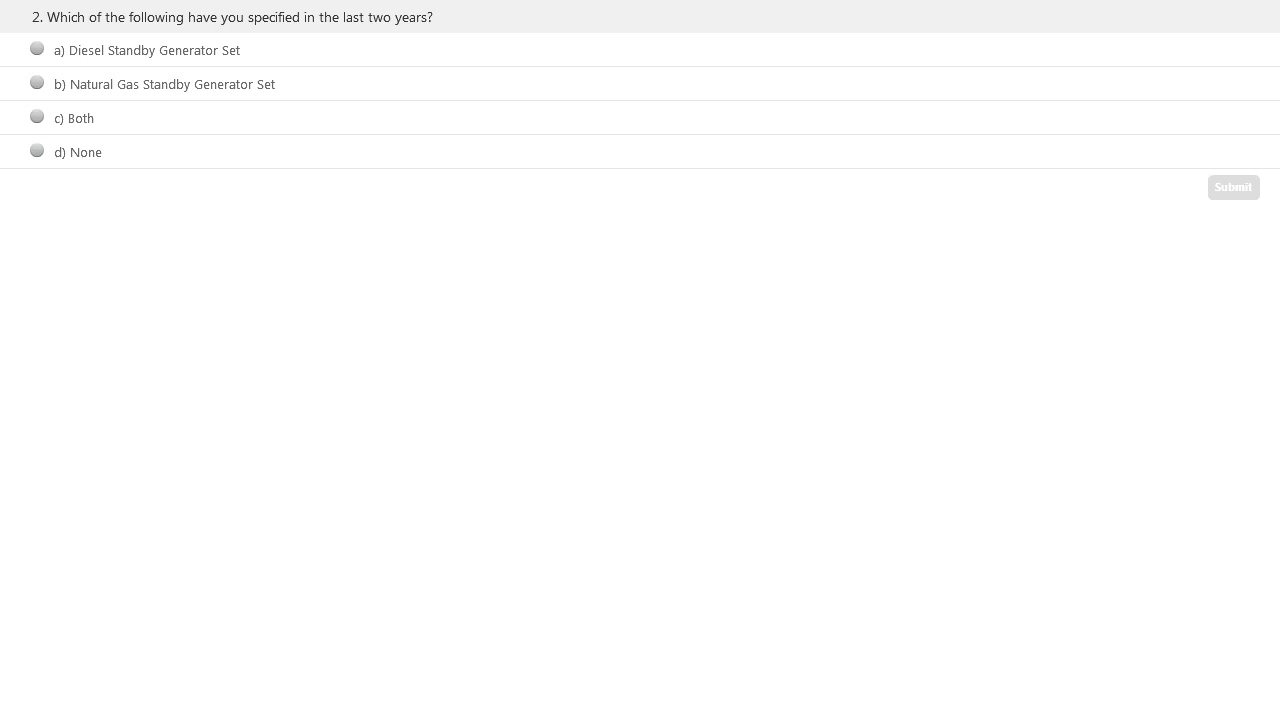 2. Which of the following have you specified in the last two years?
a) Diesel Standby Generator Set
b) Natural Gas Standby Generator Set
c) Both
d) None
Submit